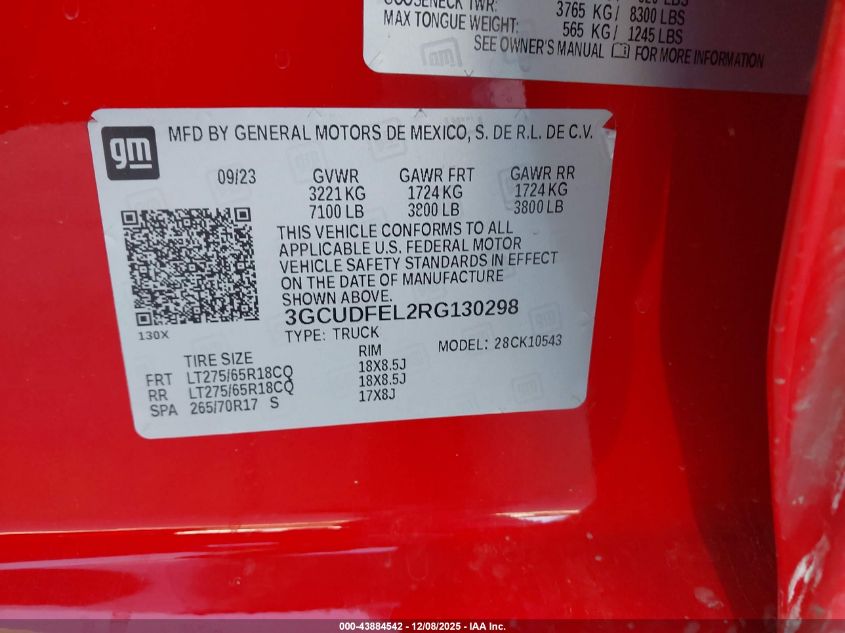 GOOSENECK TWR: 3765 KG/ 8300 LBS
MAX TONGUE WEIGHT: 565 KG/ 1245 LBS
SEE OWNER'S MANUAL FOR MORE INFORMATION
gm
gm MFD BY GENERAL MOTORS DE MEXICO, S. DE R.L. DE C.V.
09/23 GVWR GAWR FRT GAWR RR
3221 KG 1724 KG 1724 KG
7100 LB 3800 LB 3800 LB
THIS VEHICLE CONFORMS TO ALL
APPLICABLE U.S. FEDERAL MOTOR
VEHICLE SAFETY STANDARDS IN EFFECT
ON THE DATE OF MANUFACTURE
SHOWN ABOVE.
3GCUDFEL2RG130298
130X TYPE: TRUCK MODEL: 28CK10543
TIRE SIZE RIM
FRT LT275/65R18CQ 18X8.5J
RR LT275/65R18CQ 18X8.5J
SPA 265/70R17 S 17X8J
000-43884542 - 12/08/2025 - IAA Inc.